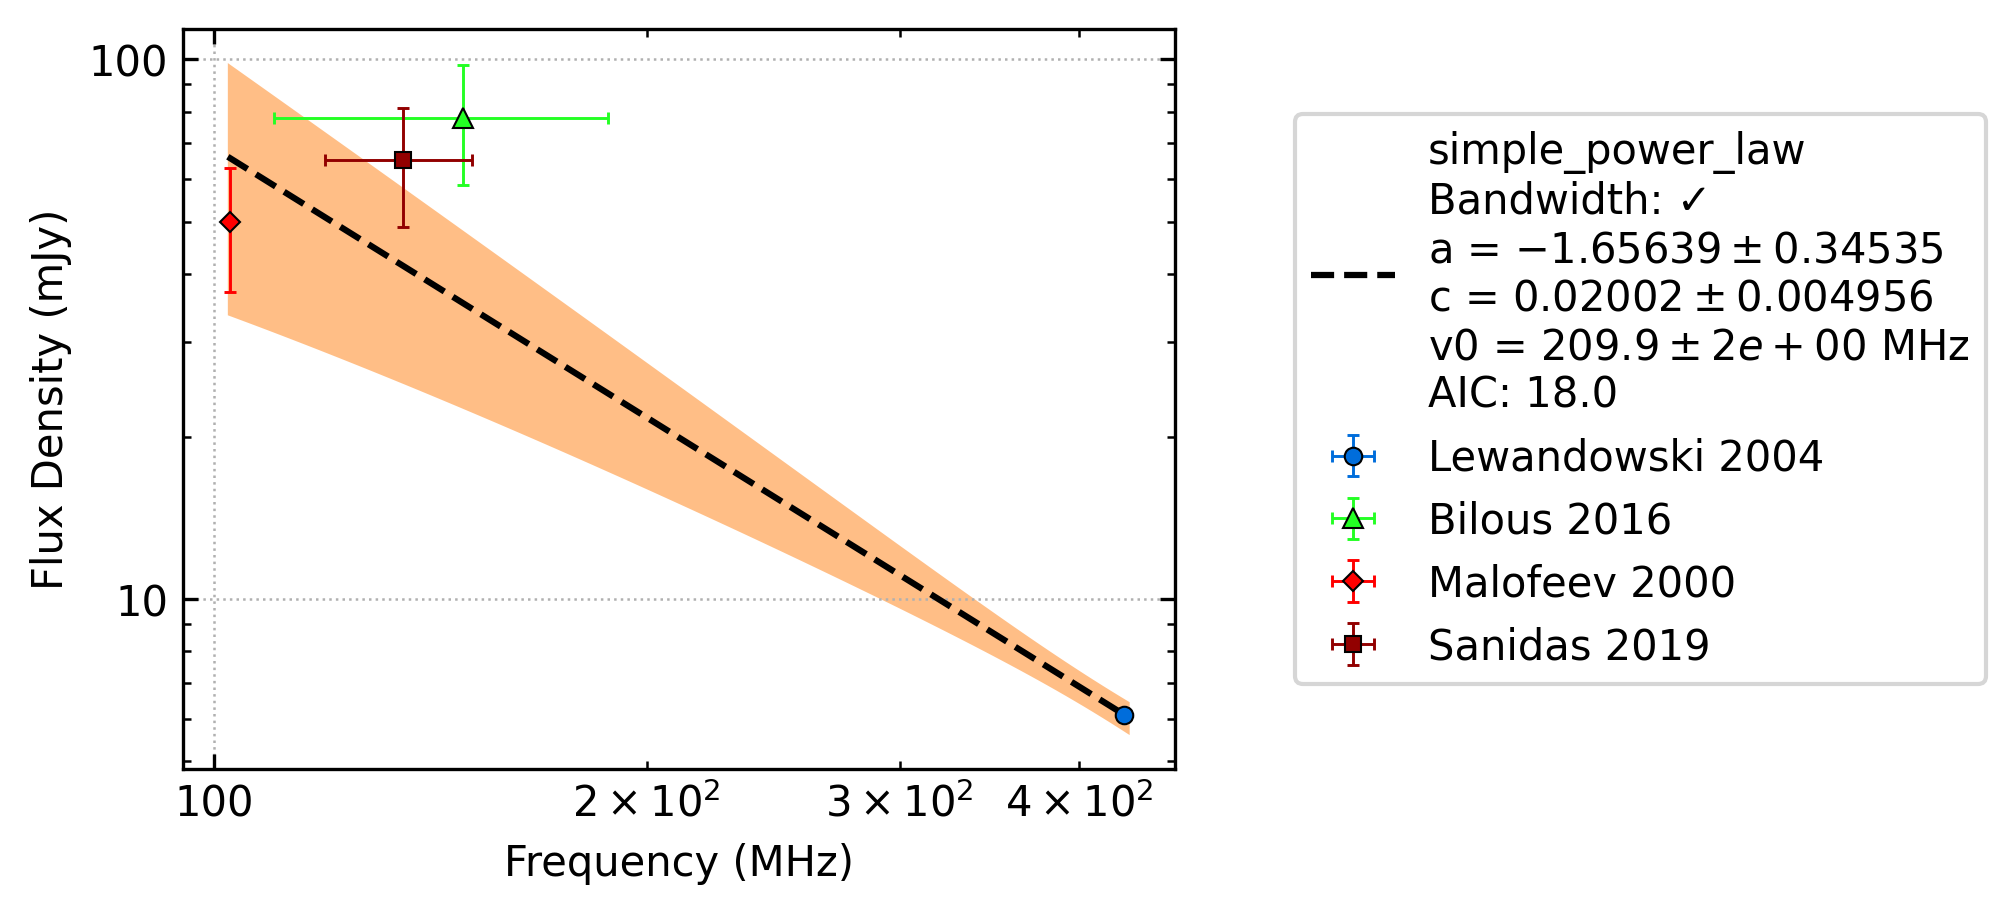 100
10
Flux Density (mJy)
100
2 × 10²
3 × 10²
4 × 10²
Frequency (MHz)
simple_power_law
Bandwidth: ✓
a = −1.65639 ± 0.34535
c = 0.02002 ± 0.004956
v0 = 209.9 ± 2e + 00 MHz
AIC: 18.0
Lewandowski 2004
Bilous 2016
Malofeev 2000
Sanidas 2019